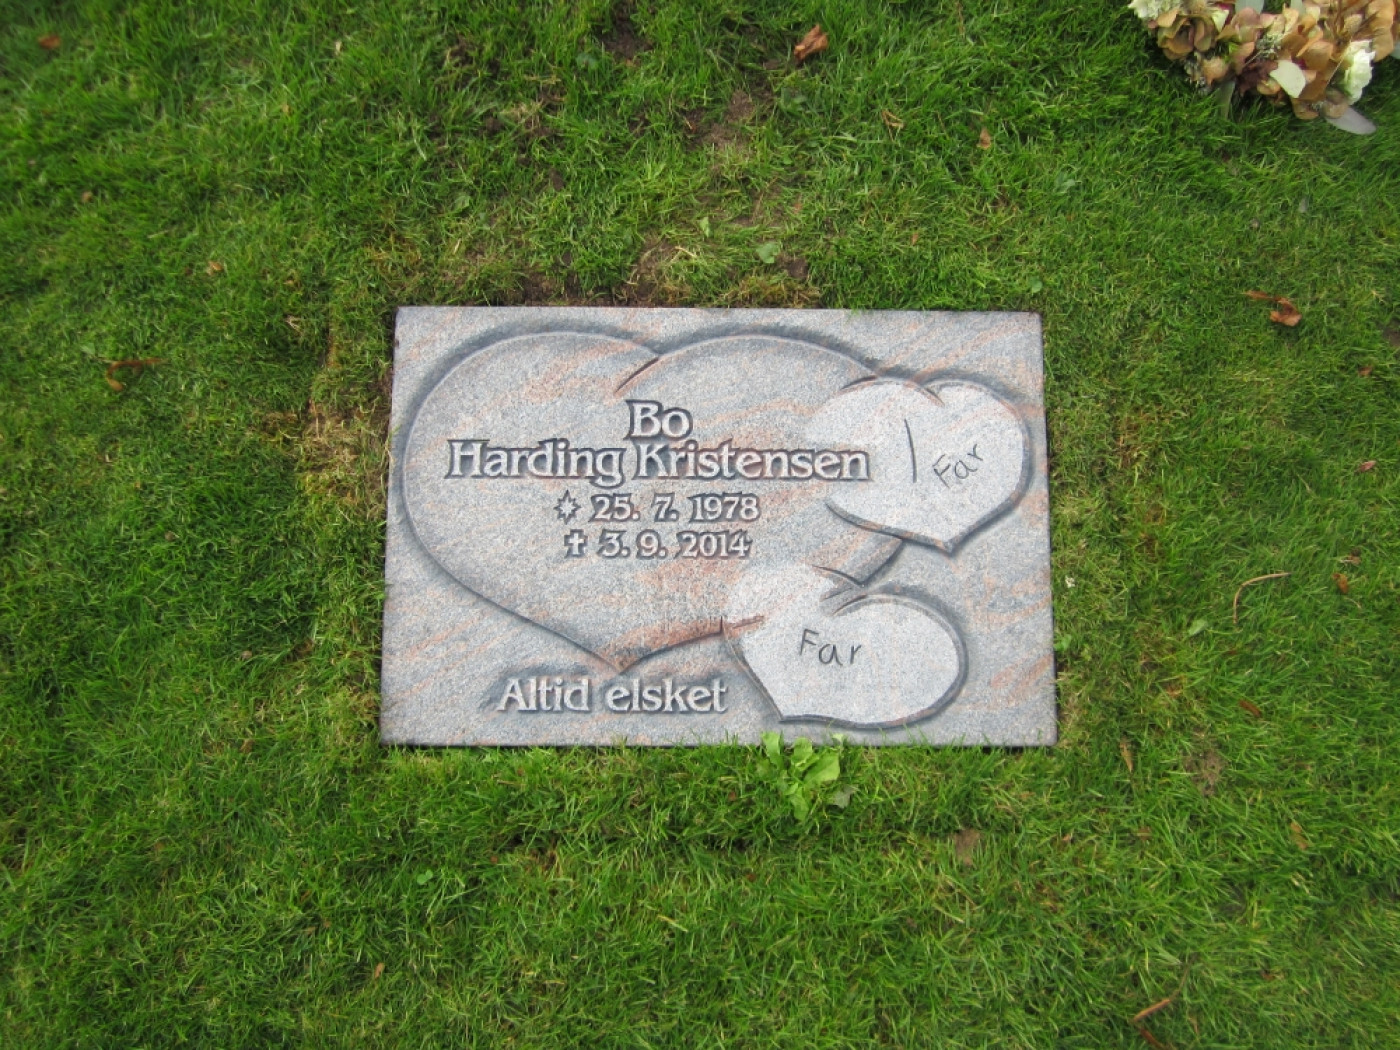 Bo
Harding Kristensen
25. 7. 1978
3. 9. 2014
Far
Far
Altid elsket